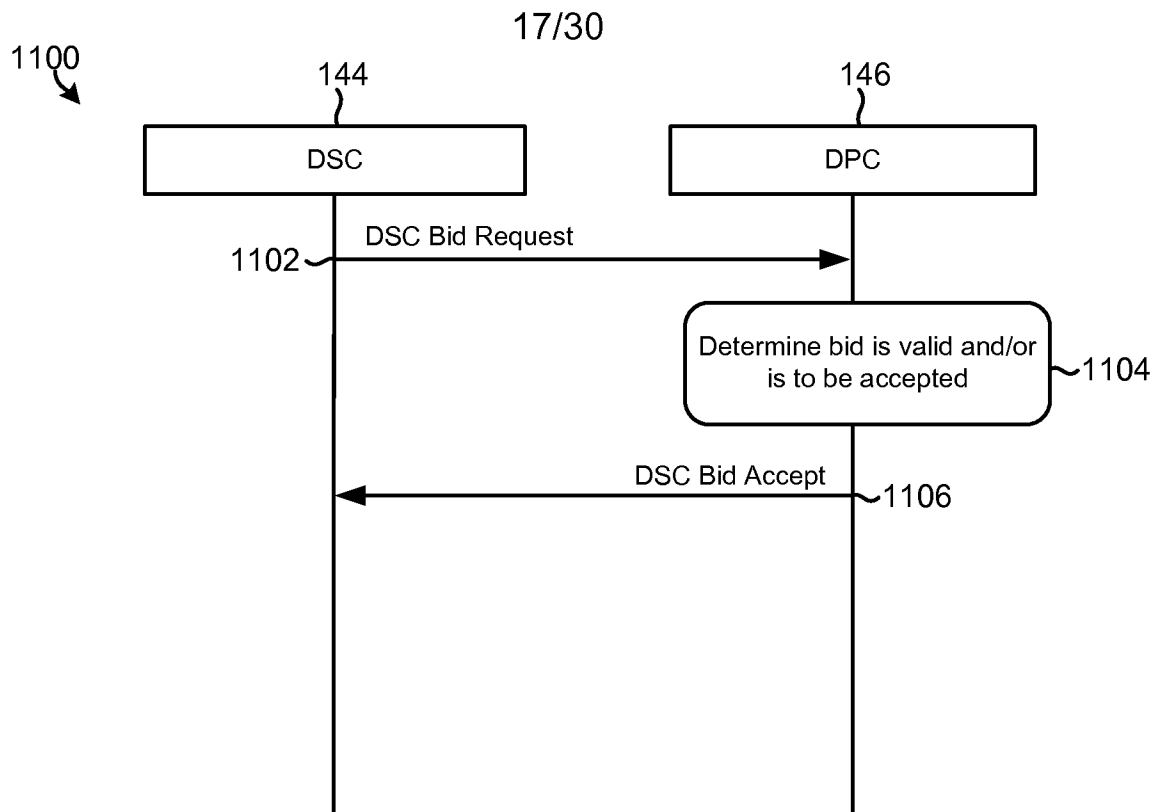 17/30
1100
144
146
DSC
DPC
DSC Bid Request
1102
Determine bid is valid and/or
is to be accepted
1104
DSC Bid Accept
1106